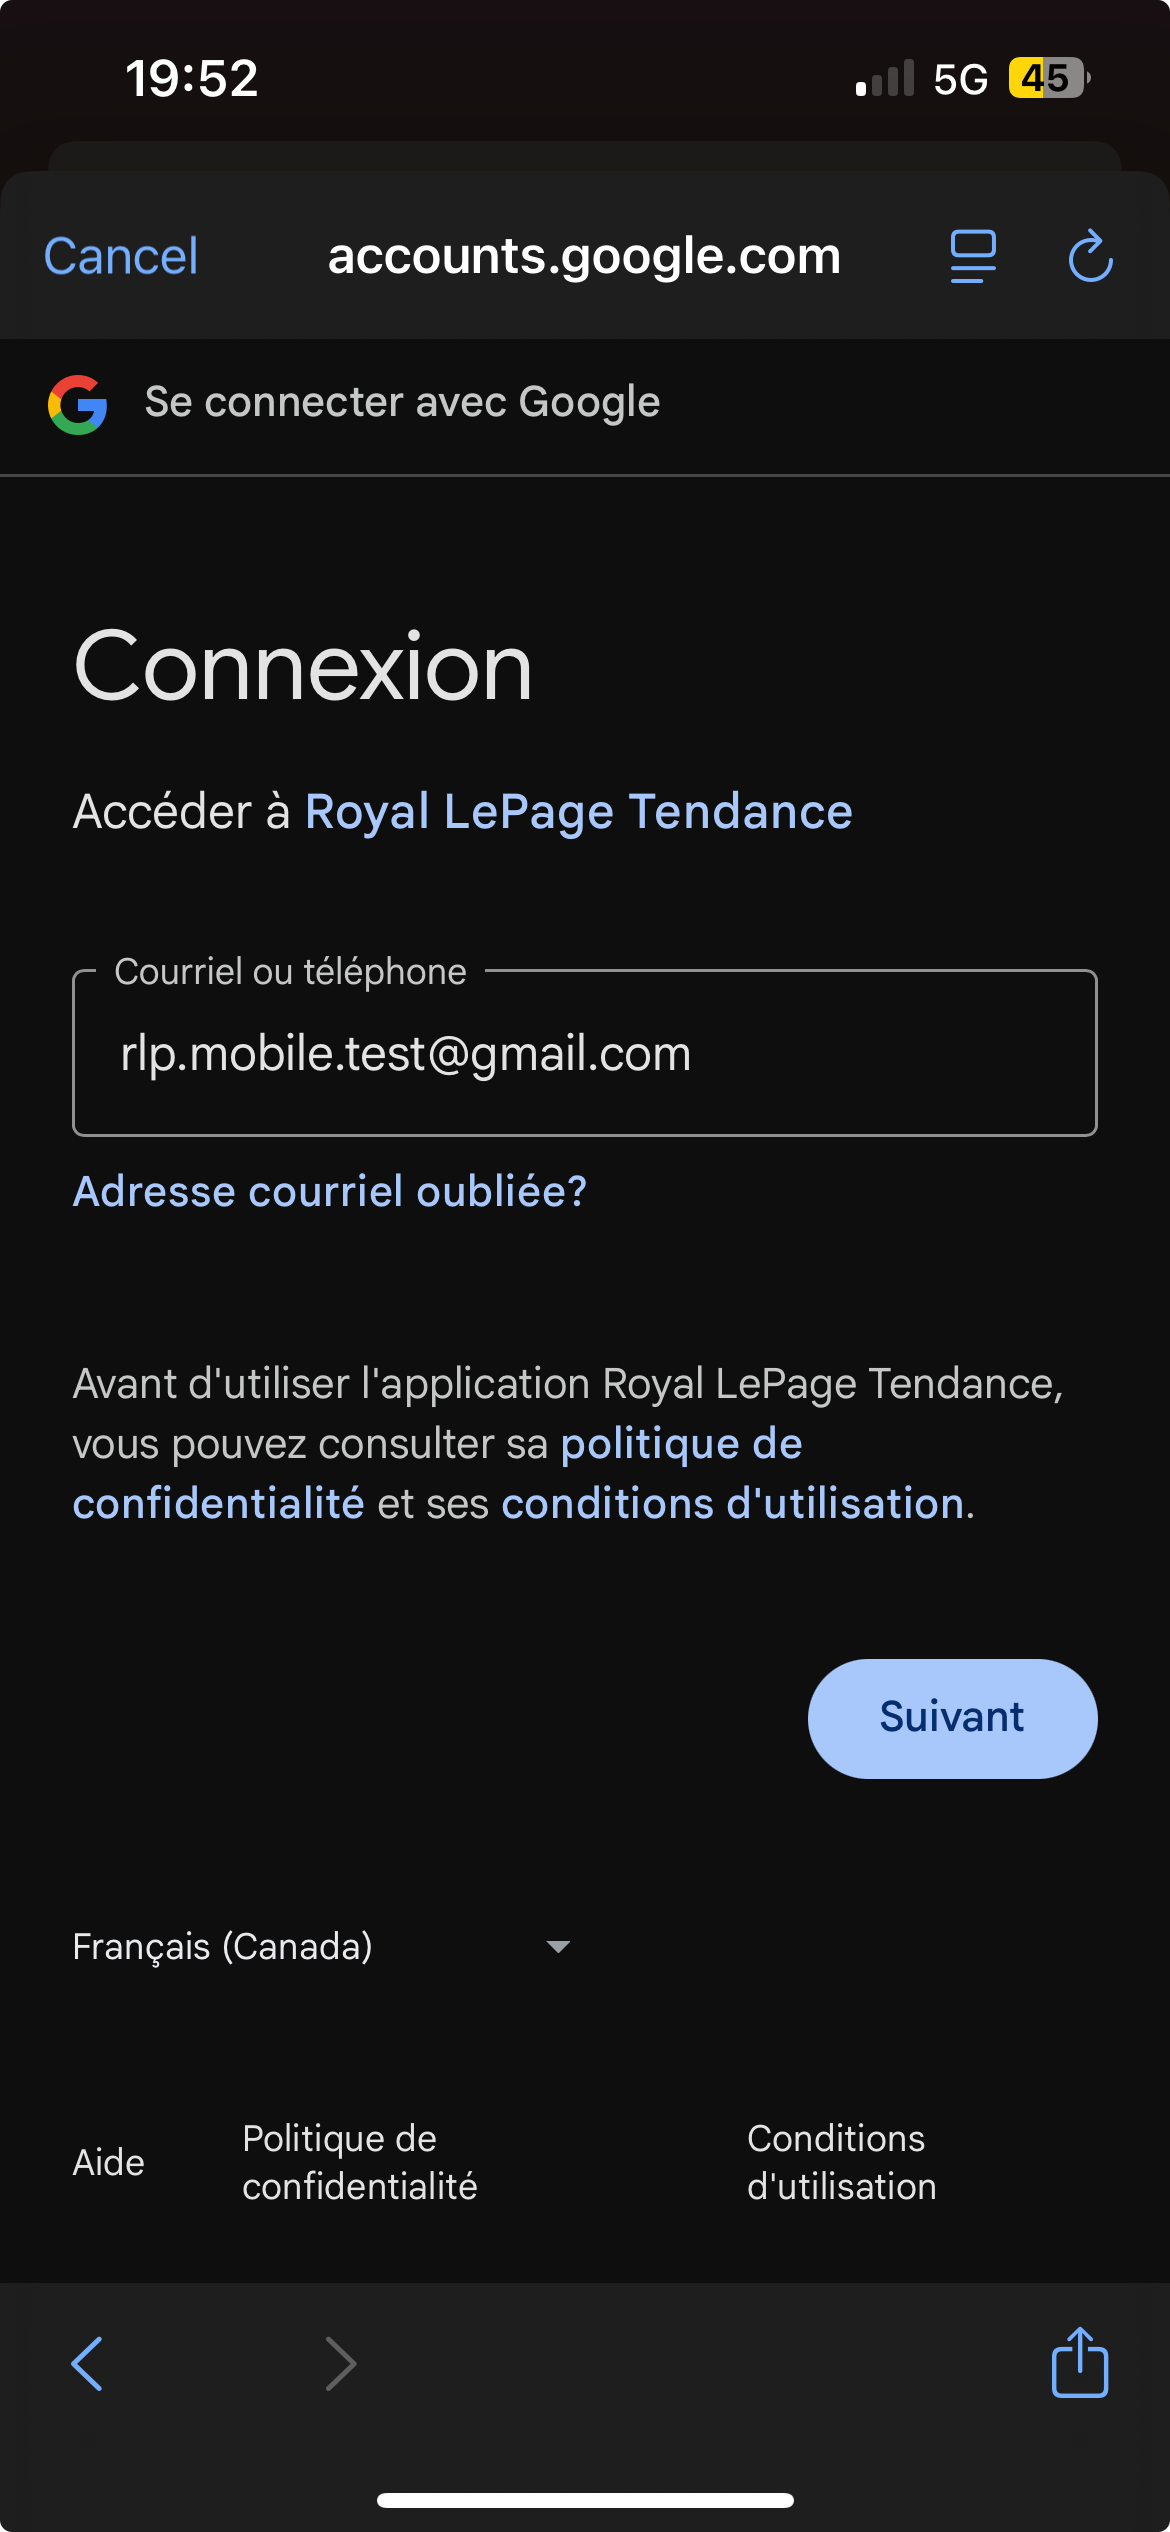 19:52
5G 45
Cancel
accounts.google.com
Se connecter avec Google
Connexion
Accéder à Royal LePage Tendance
Courriel ou téléphone
rlp.mobile.test@gmail.com
Adresse courriel oubliée?
Avant d'utiliser l'application Royal LePage Tendance,
vous pouvez consulter sa politique de
confidentialité et ses conditions d'utilisation.
Suivant
Français (Canada)
Aide
Politique de
confidentialité
Conditions
d'utilisation